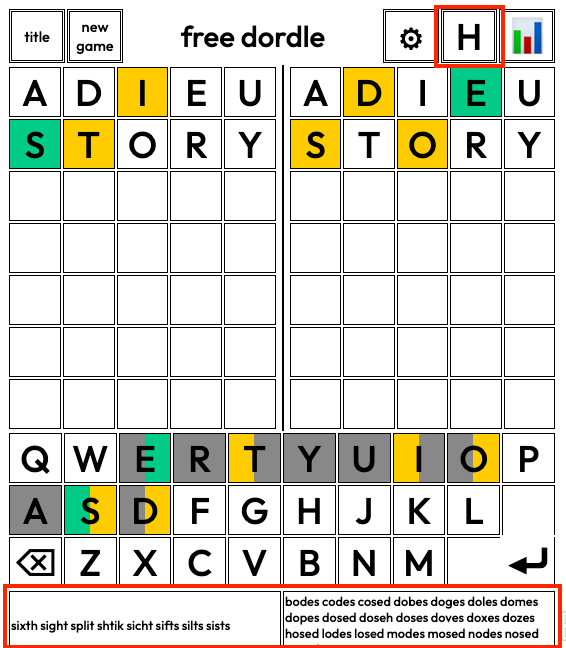 title
new game
free dordle
H
A D I E U
A D I E U
S T O R Y
S T O R Y
Q W E R T Y U I O P
A S D F G H J K L
Z X C V B N M
sixth sight split shtik sicht sifts silts sists
bodes codes cosed dobes doges doles domes
dopes dosed doseh doses doves doxes dozes
hosed lodes losed modes mosed nodes nosed